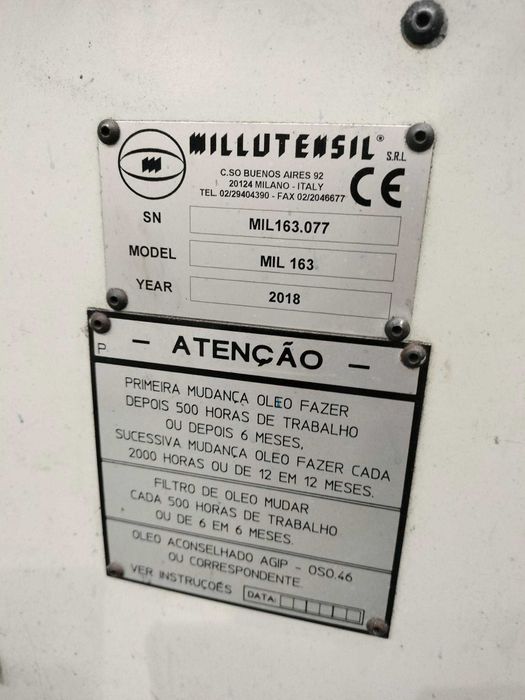 MILLUTENSIL® S.R.L
C.SO BUENOS AIRES 92
20124 MILANO - ITALY
TEL. 02/29404390 - FAX 02/2046677
CE
SN MIL163.077
MODEL MIL 163
YEAR 2018
P.
- ATENÇÃO -
PRIMEIRA MUDANÇA OLEO FAZER
DEPOIS 500 HORAS DE TRABALHO
OU DEPOIS 6 MESES.
SUCESSIVA MUDANÇA OLEO FAZER CADA
2000 HORAS OU DE 12 EM 12 MESES.
FILTRO DE OLEO MUDAR
CADA 500 HORAS DE TRABALHO
OU DE 6 EM 6 MESES.
OLEO ACONSELHADO AGIP - OSO.46
OU CORRESPONDENTE.
VER INSTRUCÕES DATA: